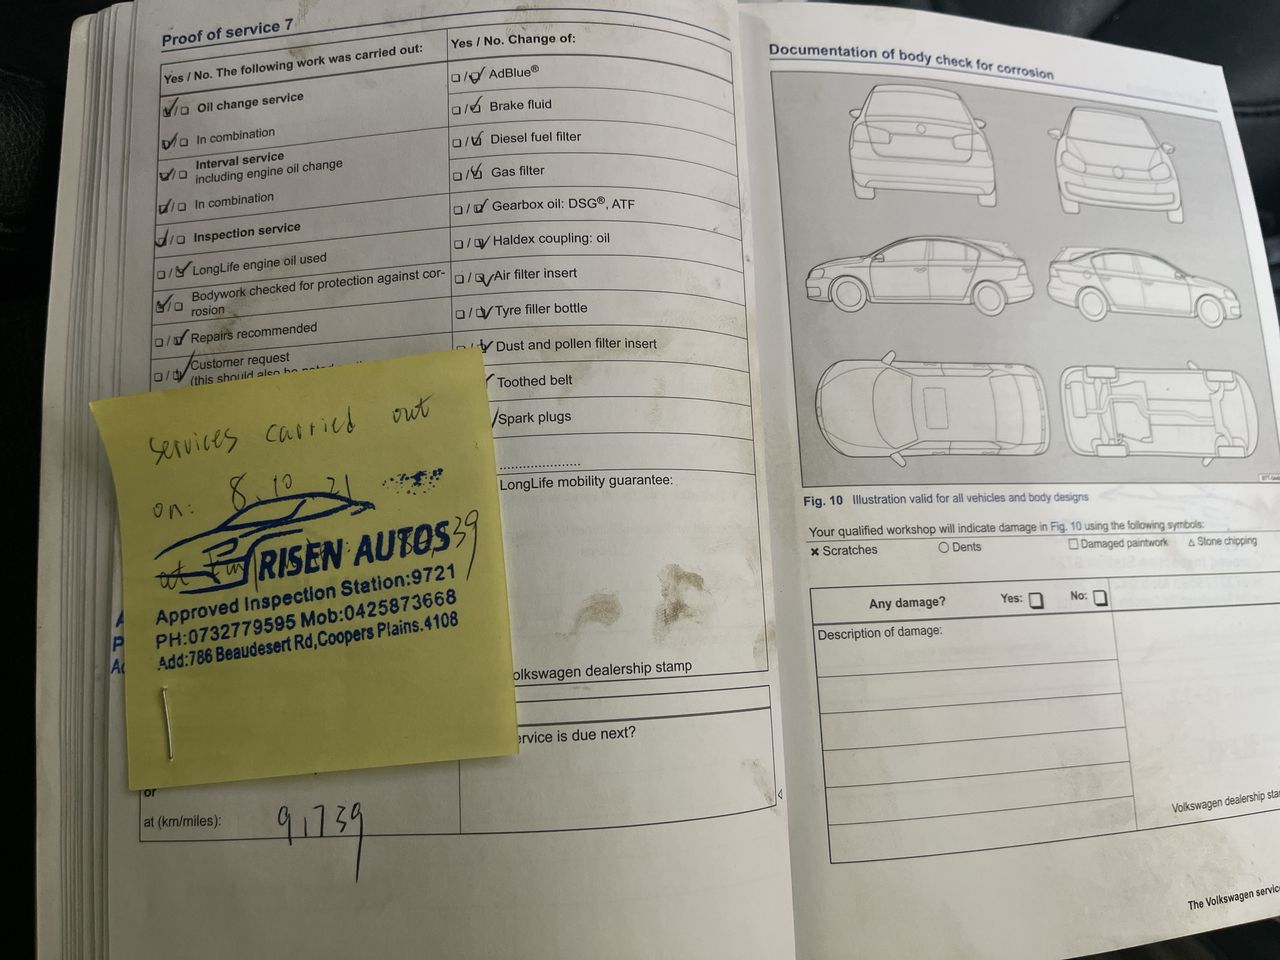 Proof of service 7
Yes / No. The following work was carried out:
Oil change service
In combination
Interval service
including engine oil change
In combination
Inspection service
LongLife engine oil used
Bodywork checked for protection against cor-
rosion
Repairs recommended
Customer request
(this should also be
Yes / No. Change of:
AdBlue®
Brake fluid
Diesel fuel filter
Gas filter
Gearbox oil: DSG®, ATF
Haldex coupling: oil
Air filter insert
Tyre filler bottle
Dust and pollen filter insert
Toothed belt
Spark plugs
....................
LongLife mobility guarantee:
olkswagen dealership stamp
ervice is due next?
services carried out
on: 8.10 21
at
39
RISEN AUTOS
Approved Inspection Station:9721
PH:0732779595 Mob:0425873668
Add:786 Beaudesert Rd,Coopers Plains.4108
or
at (km/miles): 91739
Documentation of body check for corrosion
Fig. 10 Illustration valid for all vehicles and body designs
Your qualified workshop will indicate damage in Fig. 10 using the following symbols:
× Scratches ○ Dents □ Damaged paintwork △ Stone chipping
Any damage? Yes: No:
Description of damage:
Volkswagen dealership sta
The Volkswagen servic